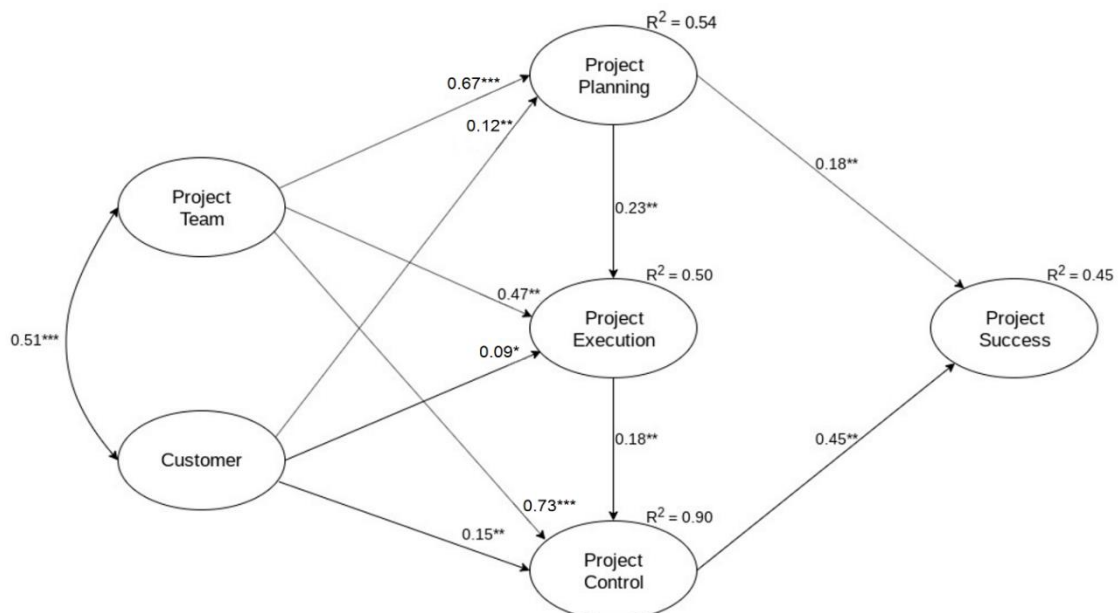 R² = 0.54
Project
Planning
0.67***
0.12**
0.18**
Project
Team
0.23**
R² = 0.50
R² = 0.45
0.47**
Project
Execution
Project
Success
0.51***
0.09*
0.18**
0.45**
Customer
0.73***
R² = 0.90
0.15**
Project
Control